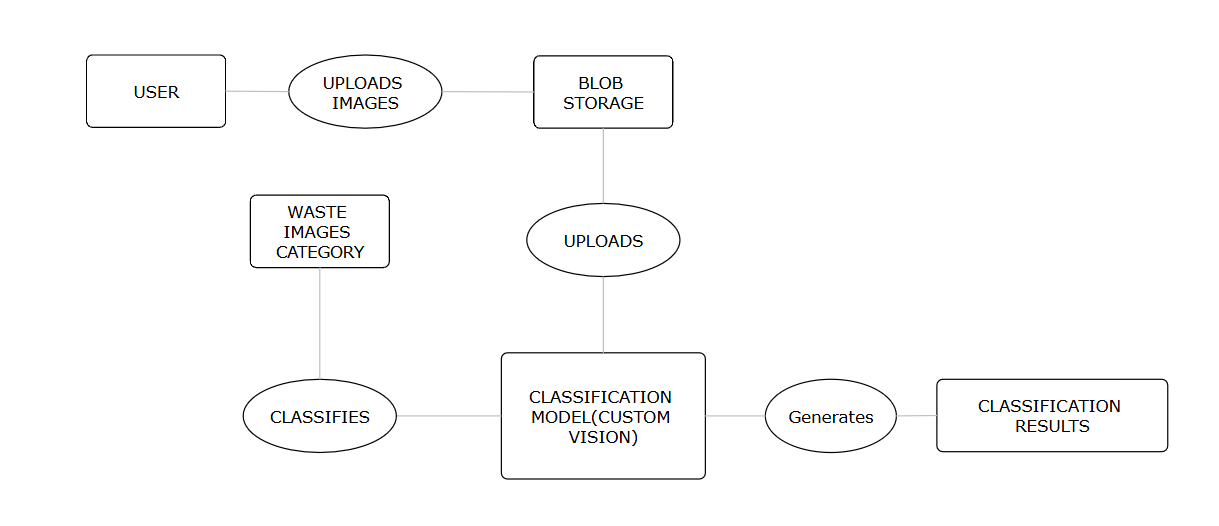 USER
UPLOADS
IMAGES
BLOB
STORAGE
WASTE
IMAGES
CATEGORY
UPLOADS
CLASSIFIES
CLASSIFICATION
MODEL(CUSTOM
VISION)
Generates
CLASSIFICATION
RESULTS